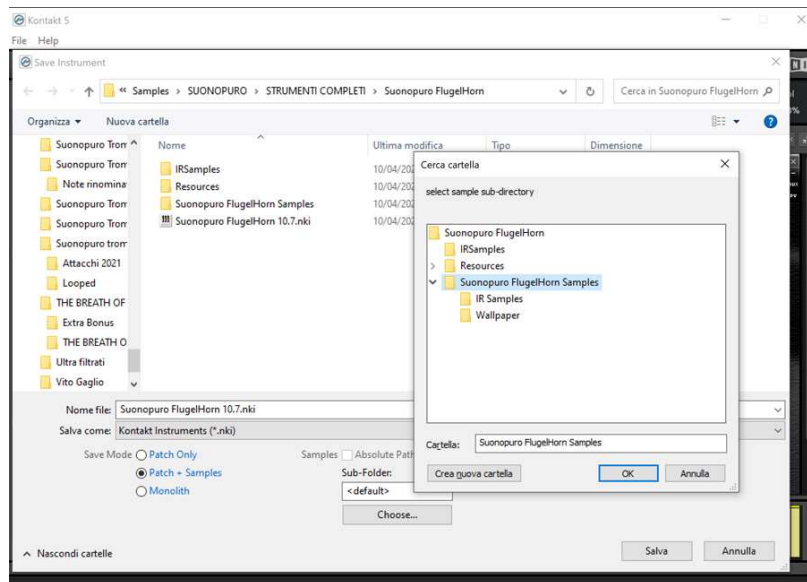 Kontakt 5
File Help
Save Instrument
« Samples › SUONOPURO › STRUMENTI COMPLETI › Suonopuro FlugelHorn
Cerca in Suonopuro FlugelHorn
Organizza Nuova cartella
Nome Ultima modifica Tipo Dimensione
Suonopuro Trom
Suonopuro Trom
Note rinomina
Suonopuro Trom
Suonopuro Trom
Suonopuro trom
Attacchi 2021
Looped
THE BREATH OF
Extra Bonus
THE BREATH O
Ultra filtrati
Vito Gaglio
IRSamples 10/04/202
Resources 10/04/202
Suonopuro FlugelHorn Samples 10/04/202
Suonopuro FlugelHorn 10.7.nki 10/04/202
Cerca cartella
select sample sub-directory
Suonopuro FlugelHorn
IRSamples
Resources
Suonopuro FlugelHorn Samples
IR Samples
Wallpaper
Cartella: Suonopuro FlugelHorn Samples
Crea nuova cartella OK Annulla
Nome file: Suonopuro FlugelHorn 10.7.nki
Salva come: Kontakt Instruments (*.nki)
Save Mode Patch Only Samples Absolute Path
Patch + Samples Sub-Folder:
Monolith <default>
Choose...
Nascondi cartelle Salva Annulla